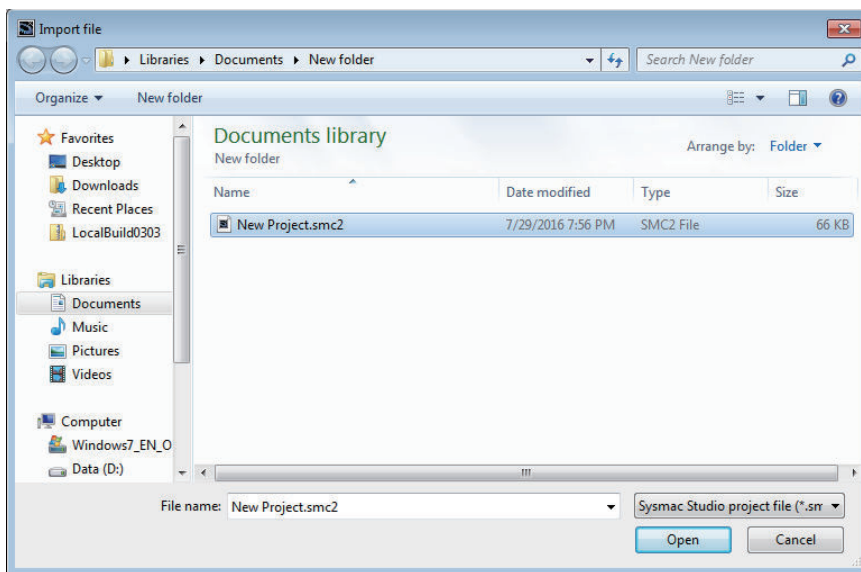 Import file
Libraries Documents New folder
Search New folder
Organize New folder
Favorites
Desktop
Downloads
Recent Places
LocalBuild0303
Libraries
Documents
Music
Pictures
Videos
Computer
Windows7_EN_O
Data (D:)
Documents library
New folder
Arrange by: Folder
Name Date modified Type Size
New Project.smc2 7/29/2016 7:56 PM SMC2 File 66 KB
File name: New Project.smc2 Sysmac Studio project file (*.sm
Open Cancel